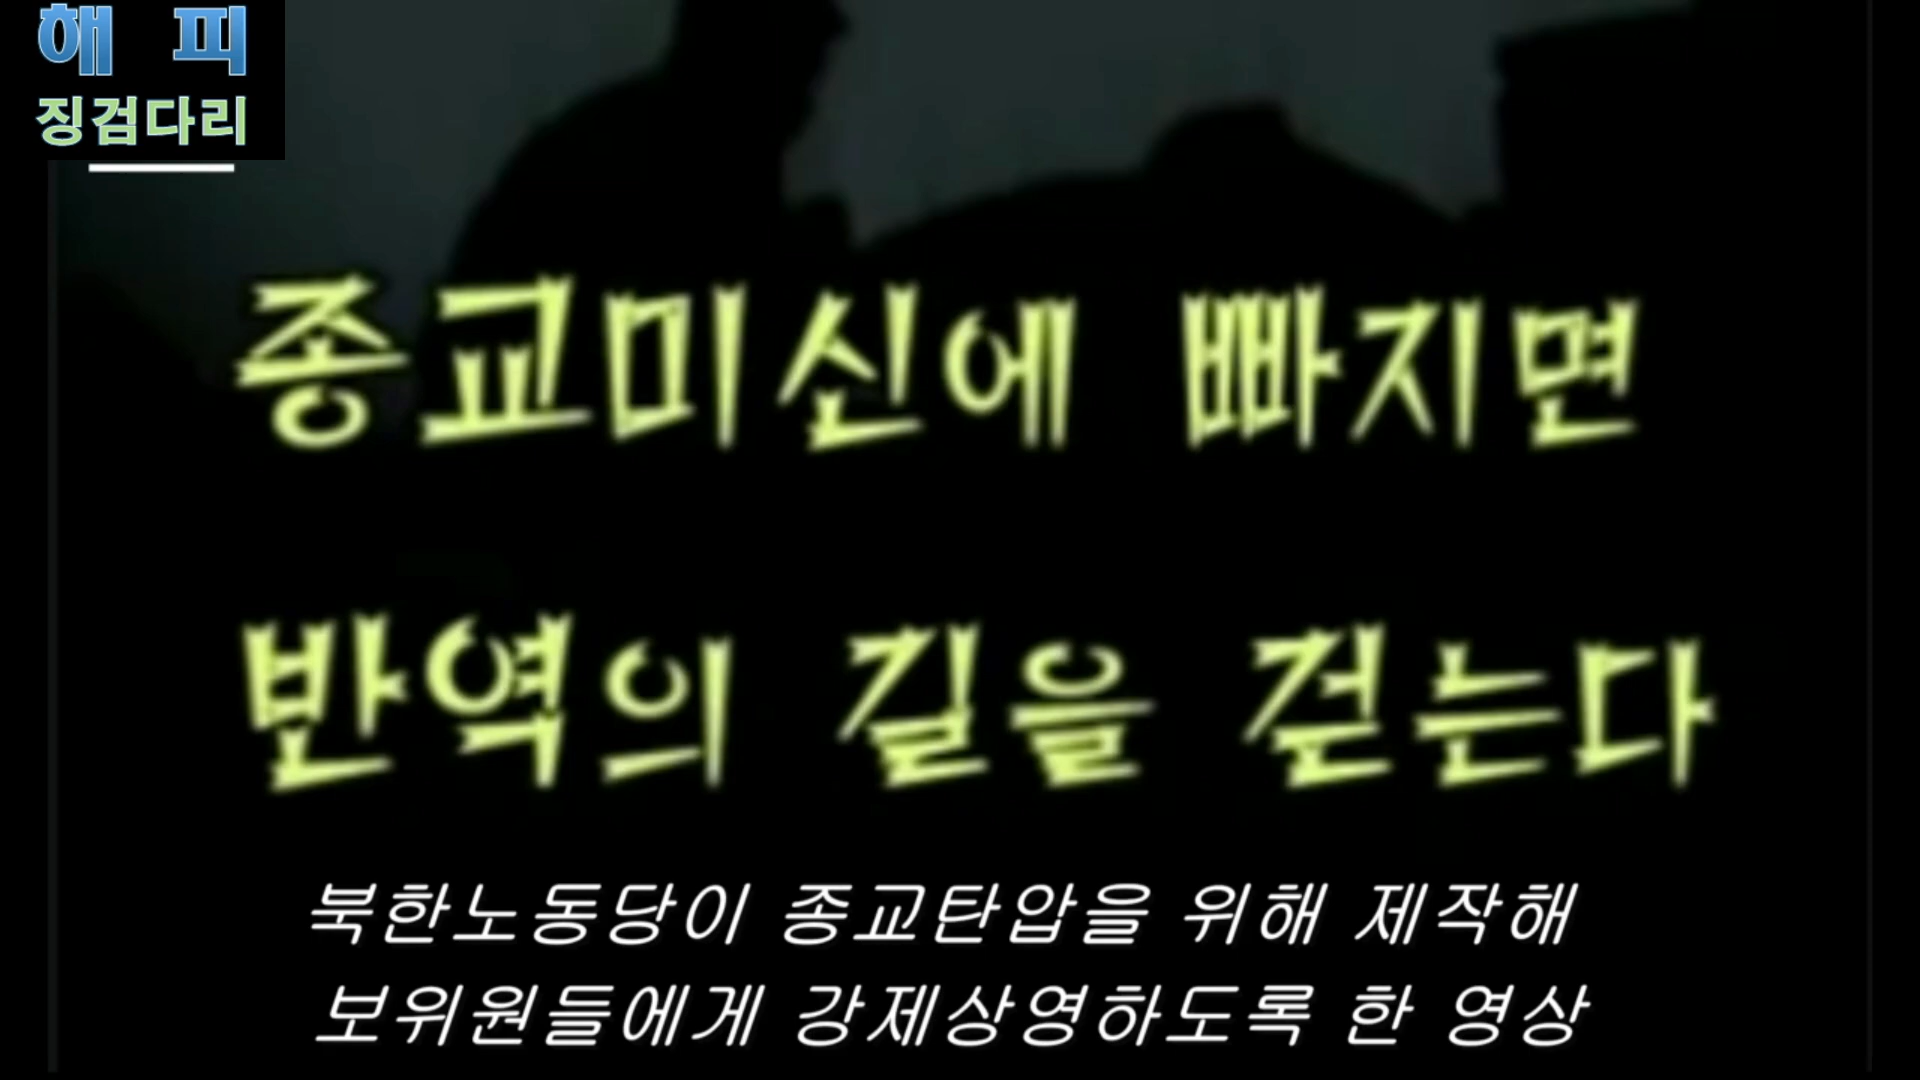 해 피
징검다리
종교미신에 빠지면
반역의 길을 걷는다
북한노동당이 종교탄압을 위해 제작해
보위원들에게 강제상영하도록 한 영상